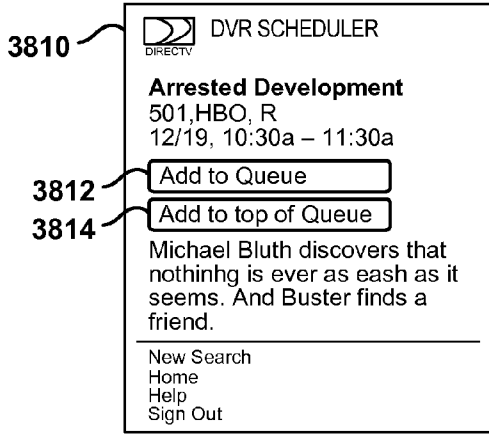 3810
DVR SCHEDULER
DIRECTV
Arrested Development
501,HBO, R
12/19, 10:30a – 11:30a
3812
Add to Queue
3814
Add to top of Queue
Michael Bluth discovers that
nothinhg is ever as eash as it
seems. And Buster finds a
friend.
New Search
Home
Help
Sign Out